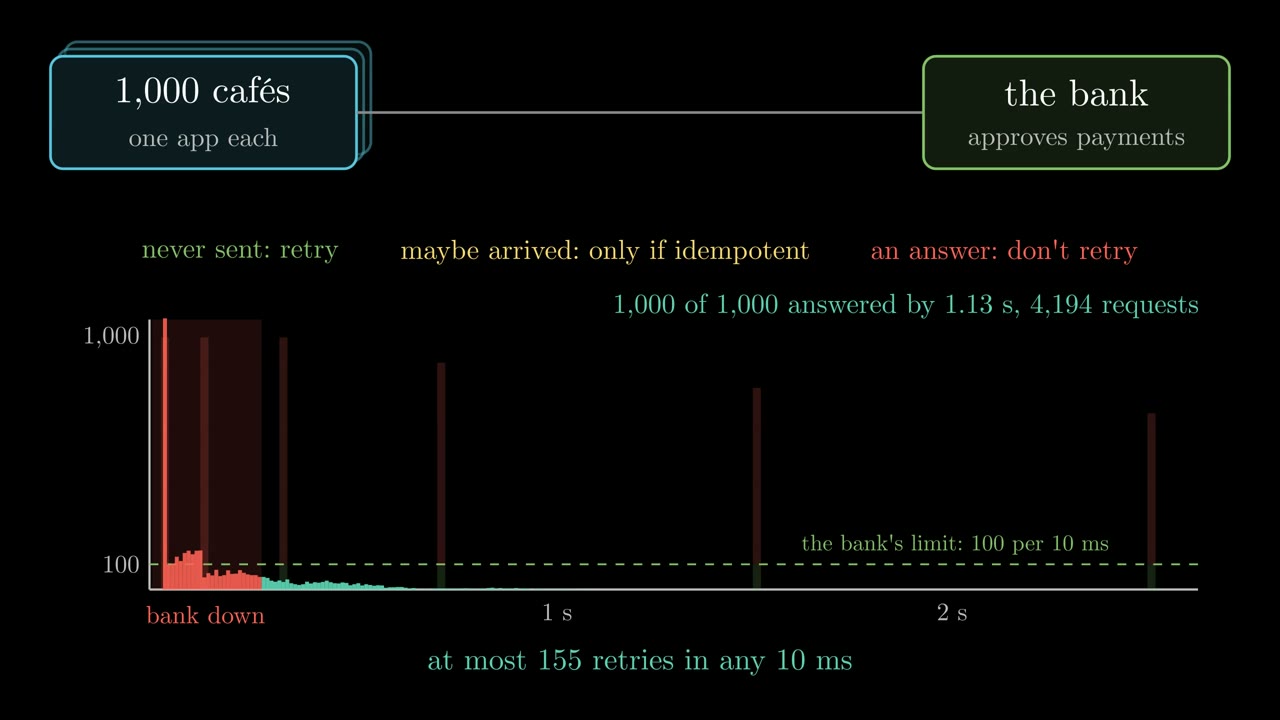 1,000 cafés
one app each
the bank
approves payments
never sent: retry
maybe arrived: only if idempotent
an answer: don't retry
1,000 of 1,000 answered by 1.13 s, 4,194 requests
1,000
the bank's limit: 100 per 10 ms
100
bank down
1 s
2 s
at most 155 retries in any 10 ms